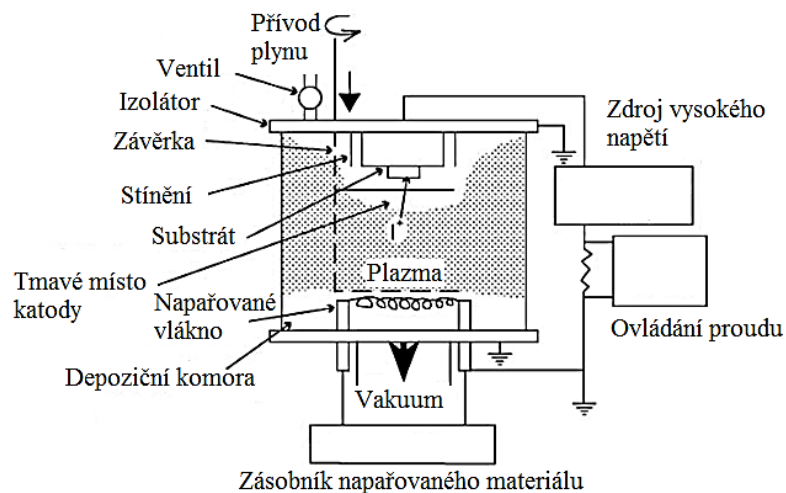 Přívod
plynu
Ventil
Izolátor
Závěrka
Stínění
Substrát
Tmavé místo
katody
Napařované
vlákno
Depoziční komora
I+
Plazma
Vakuum
Zásobník napařovaného materiálu
Zdroj vysokého
napětí
Ovládání proudu